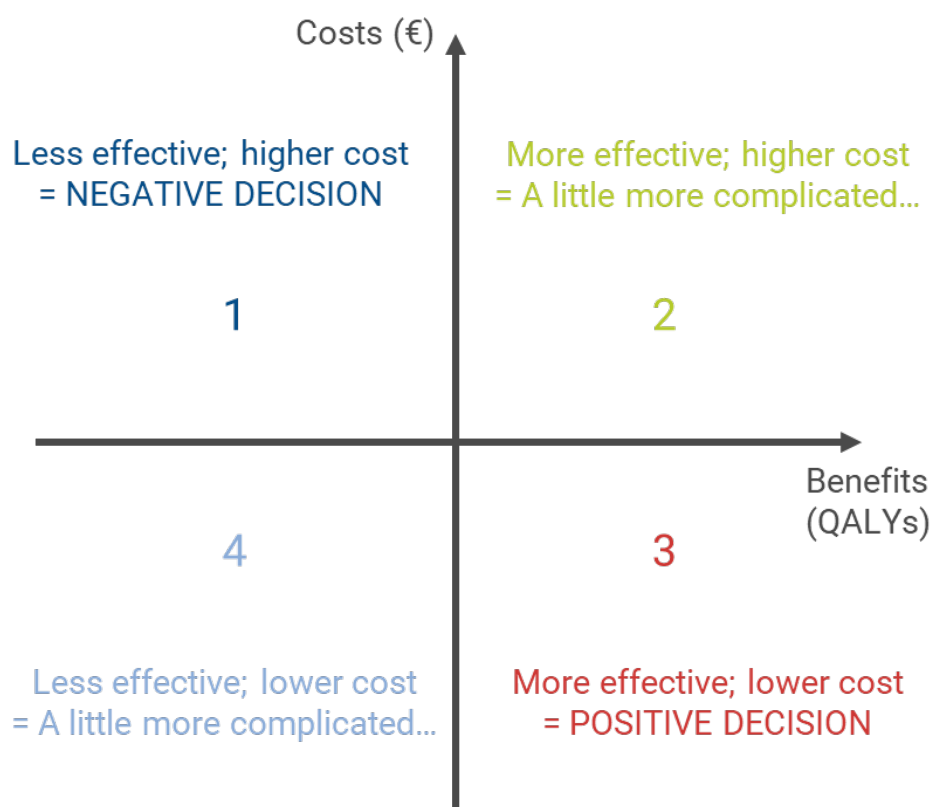 Costs (€)
Less effective; higher cost
= NEGATIVE DECISION
More effective; higher cost
= A little more complicated…
1
2
Benefits
(QALYs)
4
3
Less effective; lower cost
= A little more complicated…
More effective; lower cost
= POSITIVE DECISION